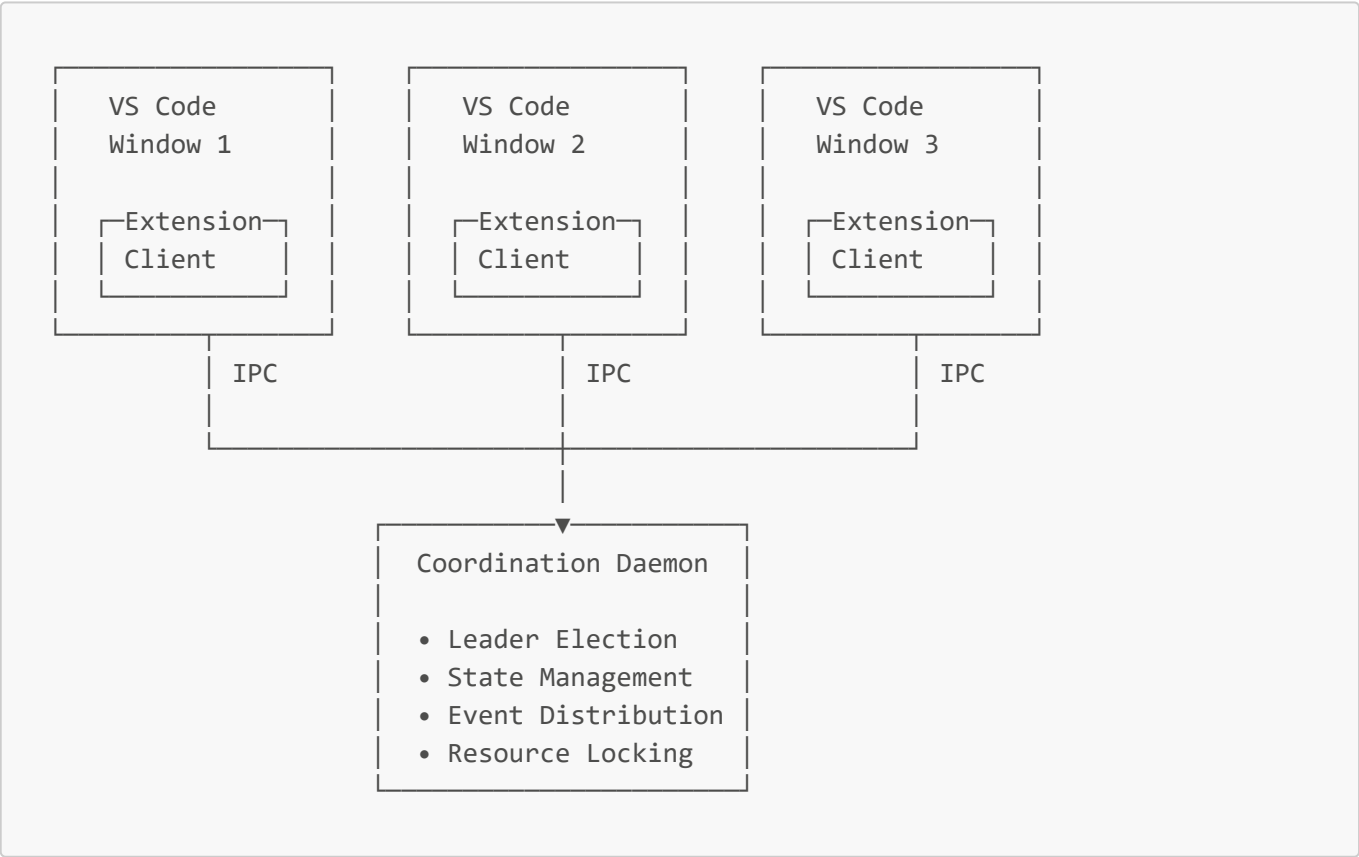 VS Code VS Code VS Code
Window 1 Window 2 Window 3
Extension Extension Extension
Client Client Client
IPC IPC IPC
Coordination Daemon
• Leader Election
• State Management
• Event Distribution
• Resource Locking